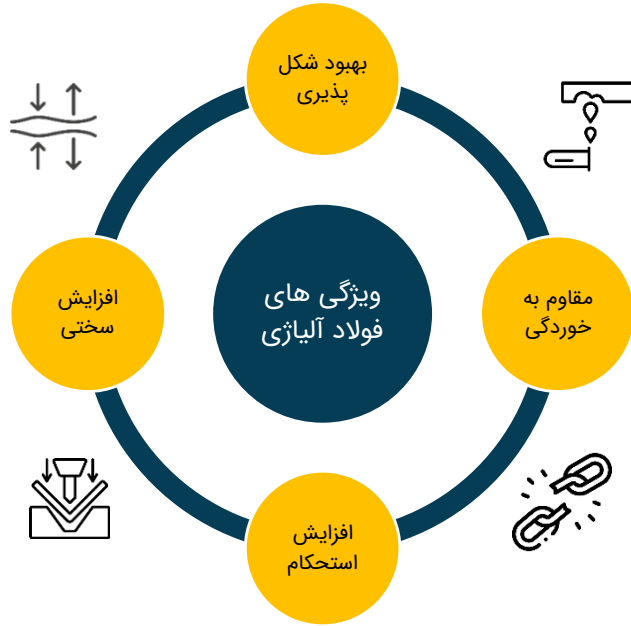 بهبود شکل
پذیری
مقاوم به
خوردگی
ویژگی های
فولاد آلیاژی
افزایش
سختی
افزایش
استحکام